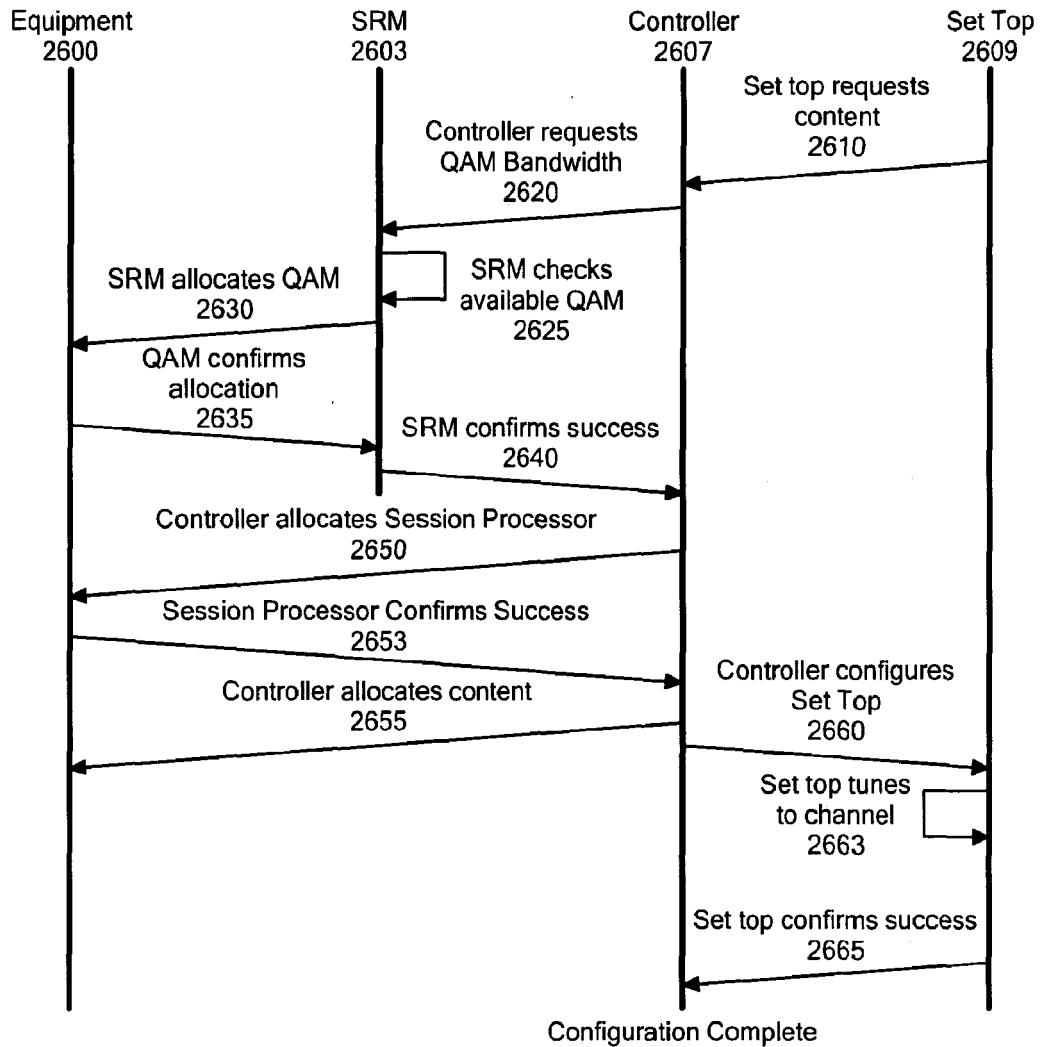 Equipment
2600
SRM
2603
Controller
2607
Set Top
2609
Set top requests
content
2610
Controller requests
QAM Bandwidth
2620
SRM checks
available QAM
2625
SRM allocates QAM
2630
QAM confirms
allocation
2635
SRM confirms success
2640
Controller allocates Session Processor
2650
Session Processor Confirms Success
2653
Controller allocates content
2655
Controller configures
Set Top
2660
Set top tunes
to channel
2663
Set top confirms success
2665
Configuration Complete